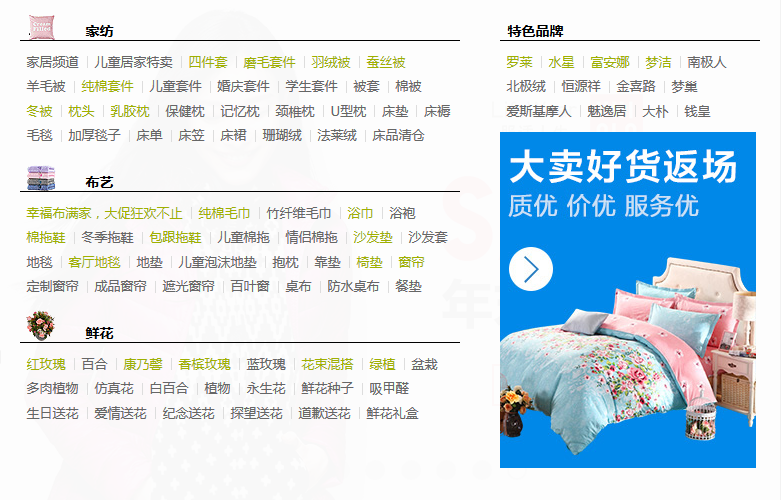 家纺
家居频道 儿童居家特卖 四件套 磨毛套件 羽绒被 蚕丝被
羊毛被 纯棉套件 儿童套件 婚庆套件 学生套件 被套 棉被
冬被 枕头 乳胶枕 保健枕 记忆枕 颈椎枕 U型枕 床垫 床褥
毛毯 加厚毯子 床单 床笠 床裙 珊瑚绒 法莱绒 床品清仓
布艺
幸福布满家，大促狂欢不止 纯棉毛巾 竹纤维毛巾 浴巾 浴袍
棉拖鞋 冬季拖鞋 包跟拖鞋 儿童棉拖 情侣棉拖 沙发垫 沙发套
地毯 客厅地毯 地垫 儿童泡沫地垫 抱枕 靠垫 椅垫 窗帘
定制窗帘 成品窗帘 遮光窗帘 百叶窗 桌布 防水桌布 餐垫
鲜花
红玫瑰 百合 康乃馨 香槟玫瑰 蓝玫瑰 花束混搭 绿植 盆栽
多肉植物 仿真花 白百合 植物 永生花 鲜花种子 吸甲醛
生日送花 爱情送花 纪念送花 探望送花 道歉送花 鲜花礼盒
特色品牌
罗莱 水星 富安娜 梦洁 南极人
北极绒 恒源祥 金喜路 梦巢
爱斯基摩人 魅逸居 大朴 钱皇
大卖好货返场
质优 价优 服务优